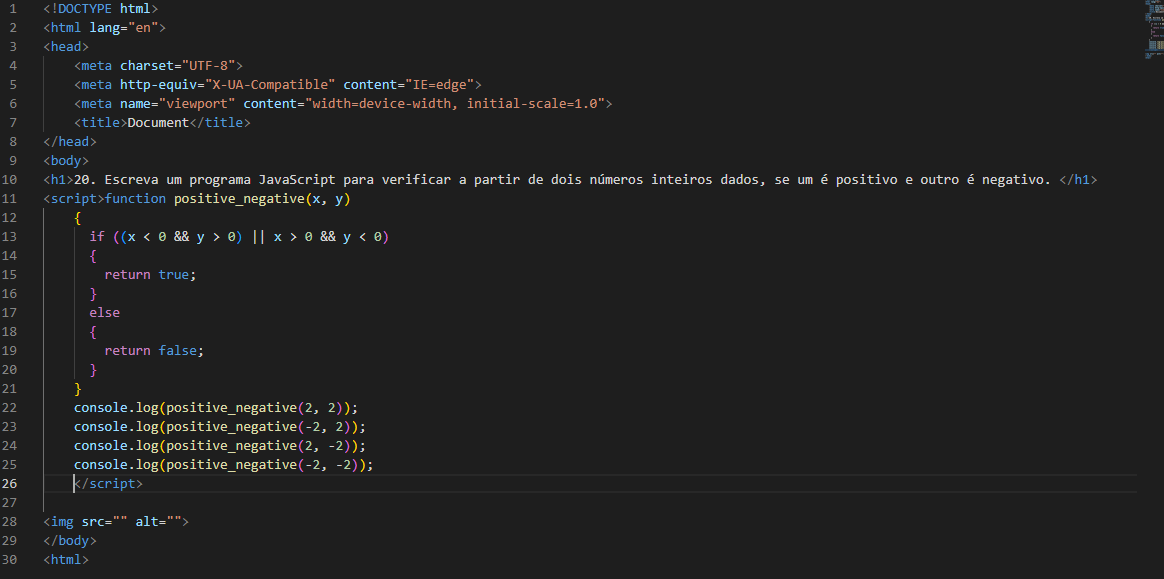 1 <!DOCTYPE html>
2 <html lang="en">
3 <head>
4     <meta charset="UTF-8">
5     <meta http-equiv="X-UA-Compatible" content="IE=edge">
6     <meta name="viewport" content="width=device-width, initial-scale=1.0">
7     <title>Document</title>
8 </head>
9 <body>
10 <h1>20. Escreva um programa JavaScript para verificar a partir de dois números inteiros dados, se um é positivo e outro é negativo. </h1>
11 <script>function positive_negative(x, y)
12     {
13       if ((x < 0 && y > 0) || x > 0 && y < 0)
14       {
15         return true;
16       }
17       else
18       {
19         return false;
20       }
21     }
22     console.log(positive_negative(2, 2));
23     console.log(positive_negative(-2, 2));
24     console.log(positive_negative(2, -2));
25     console.log(positive_negative(-2, -2));
26     </script>
27
28 <img src="" alt="">
29 </body>
30 <html>